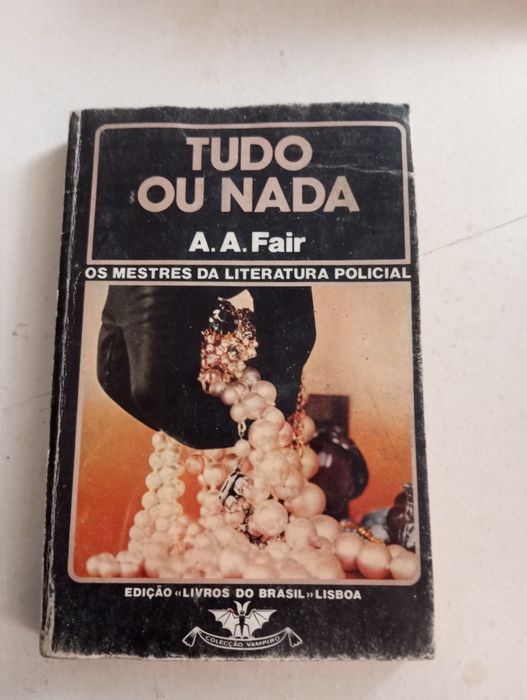 TUDO
OU NADA
A. A. Fair
OS MESTRES DA LITERATURA POLICIAL
EDIÇÃO «LIVROS DO BRASIL» LISBOA
COLECÇÃO VAMPIRO